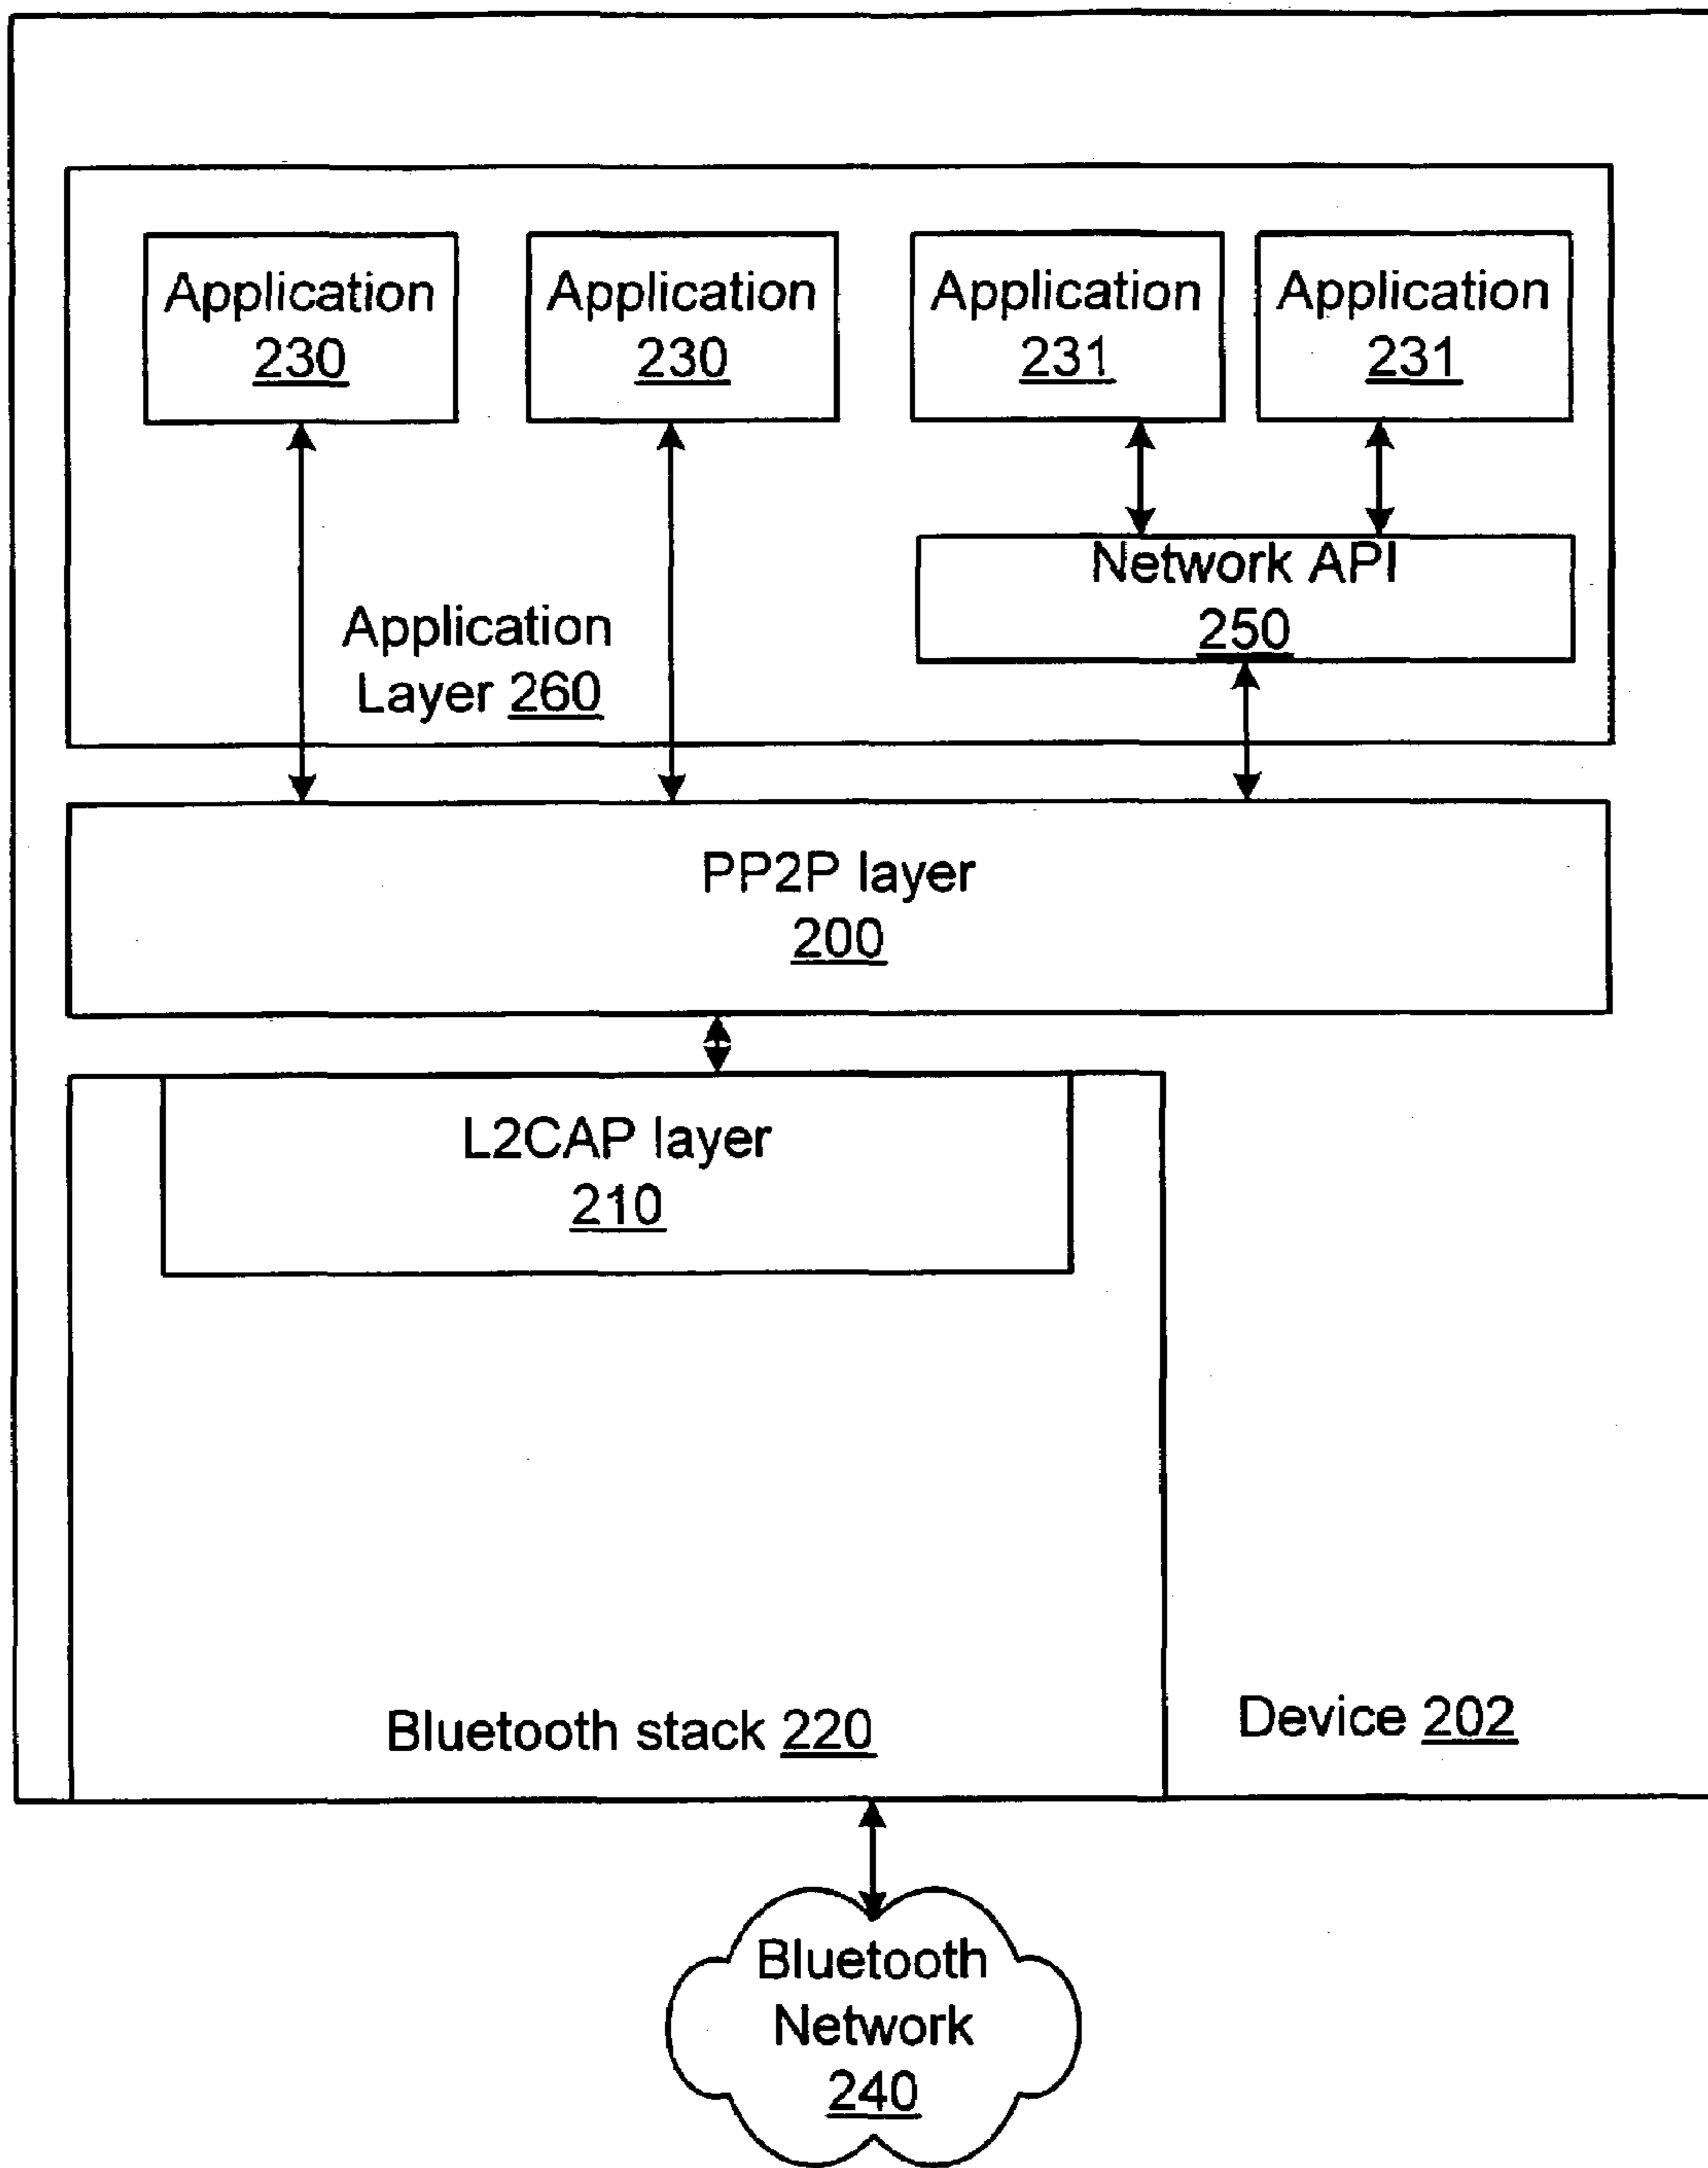 Application
230
Application
230
Application
231
Application
231
Network API
250
Application
Layer 260
PP2P layer
200
L2CAP layer
210
Bluetooth stack 220
Device 202
Bluetooth
Network
240